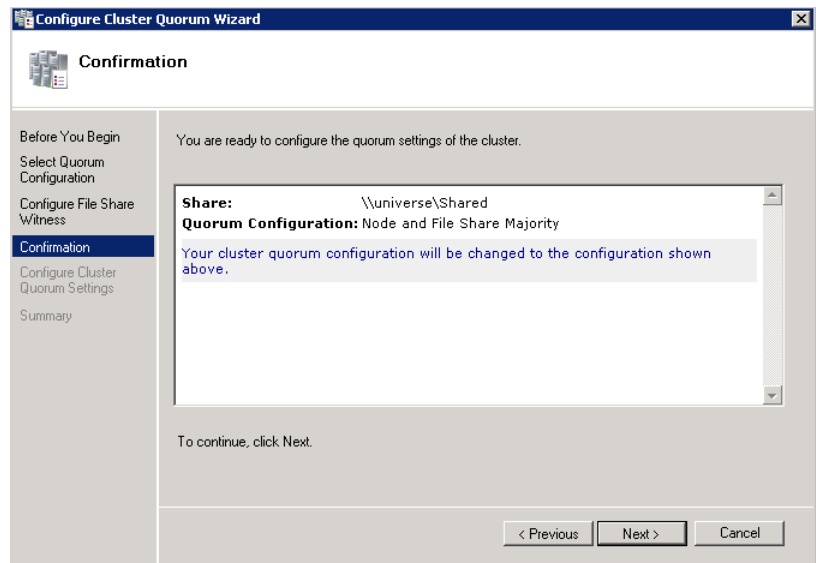 Configure Cluster Quorum Wizard
Confirmation
Before You Begin
Select Quorum
Configuration
Configure File Share
Witness
Confirmation
Configure Cluster
Quorum Settings
Summary
You are ready to configure the quorum settings of the cluster.
Share: \\universe\Shared
Quorum Configuration: Node and File Share Majority
Your cluster quorum configuration will be changed to the configuration shown
above.
To continue, click Next.
< Previous Next > Cancel